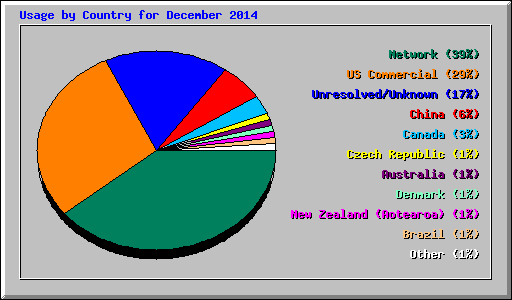 Usage by Country for December 2014
Network (39%)
US Commercial (29%)
Unresolved/Unknown (17%)
China (6%)
Canada (3%)
Czech Republic (1%)
Australia (1%)
Denmark (1%)
New Zealand (Aotearoa) (1%)
Brazil (1%)
Other (1%)